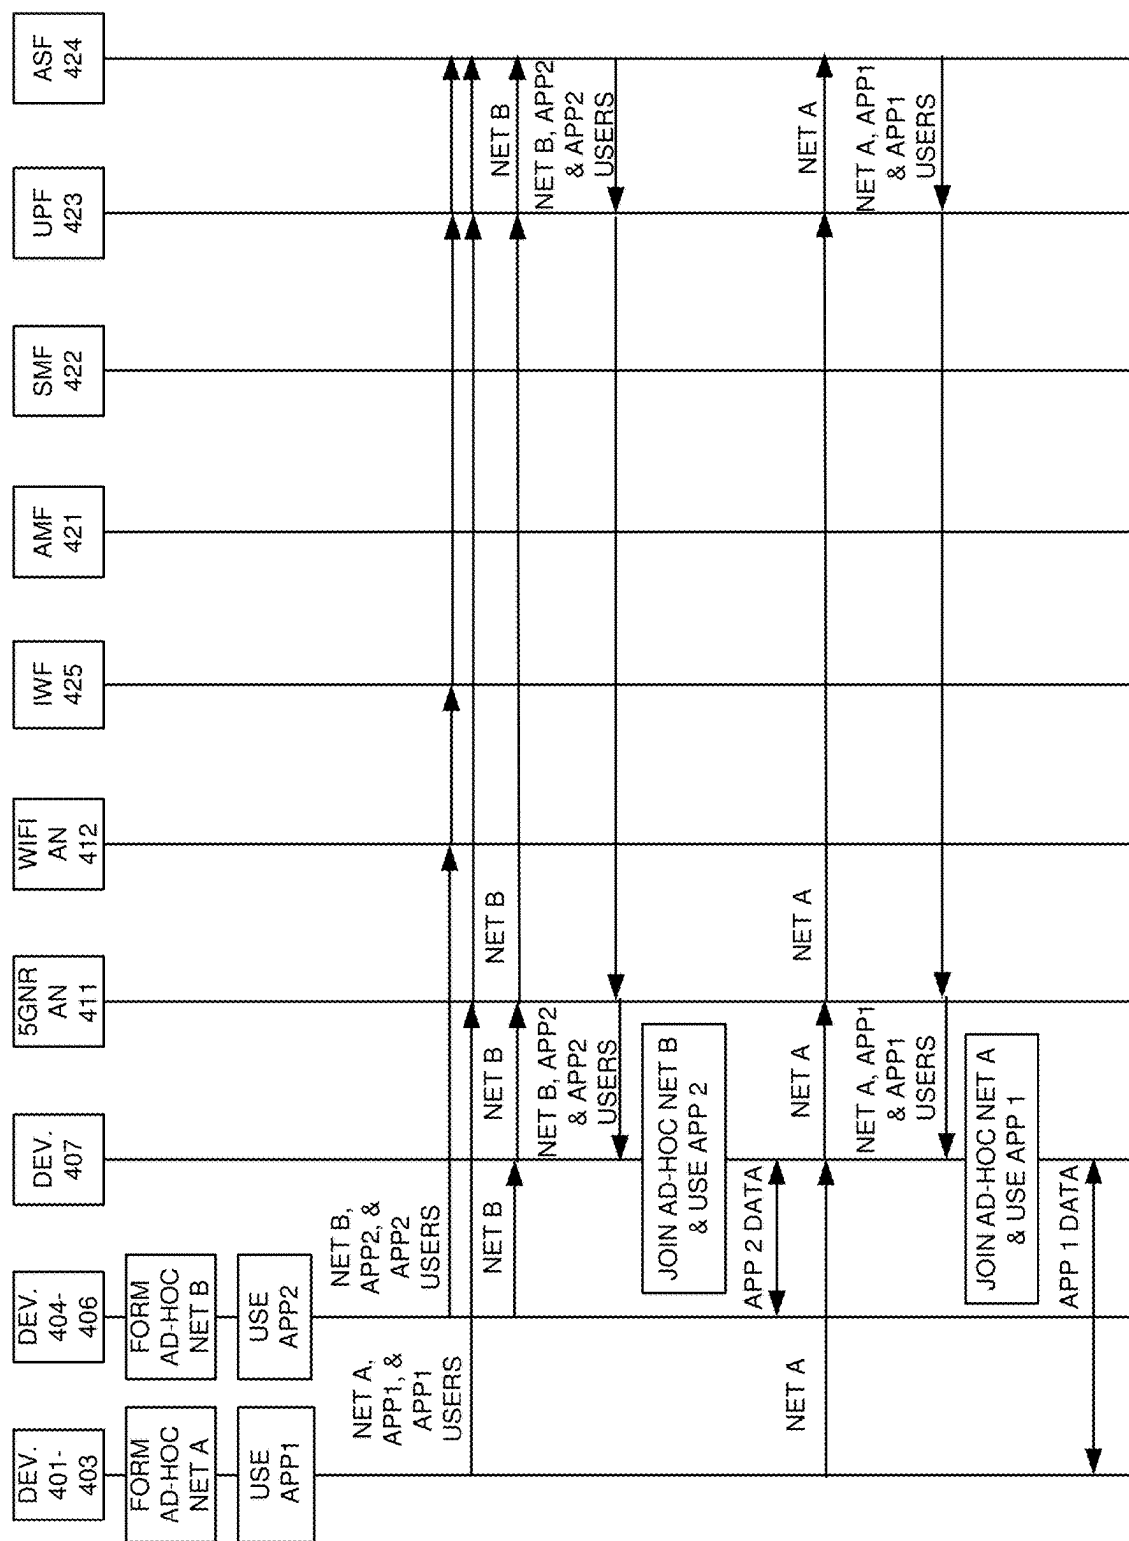 DEV.
401-
403
DEV.
404-
406
DEV.
407
5GNR
AN
411
WIFI
AN
412
IWF
425
AMF
421
SMF
422
UPF
423
ASF
424
FORM
AD-HOC
NET A
FORM
AD-HOC
NET B
USE
APP1
USE
APP2
NET B,
APP2, &
APP2
USERS
NET A,
APP1, &
APP1
USERS
NET B
NET B
NET B
NET B
NET B, APP2
& APP2
USERS
NET B, APP2
& APP2
USERS
JOIN AD-HOC NET B
& USE APP 2
APP 2 DATA
NET A
NET A
NET A
NET A
NET A, APP1
& APP1
USERS
NET A, APP1
& APP1
USERS
JOIN AD-HOC NET A
& USE APP 1
APP 1 DATA